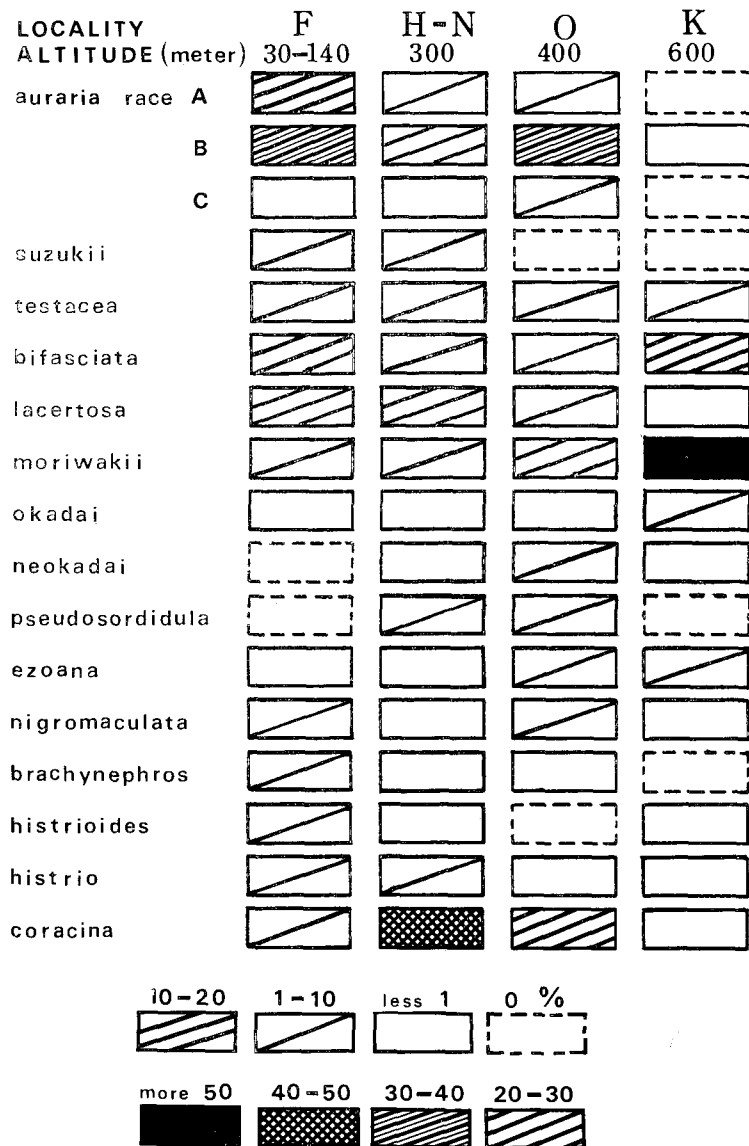 LOCALITY F H-N O K
ALTITUDE (meter) 30-140 300 400 600
auraria race A
B
C
suzukii
testacea
bifasciata
lacertosa
moriwakii
okadai
neokadai
pseudosordidula
ezoana
nigromaculata
brachynephros
histrioides
histrio
coracina
10-20 1-10 less 1 0 %
more 50 40-50 30-40 20-30